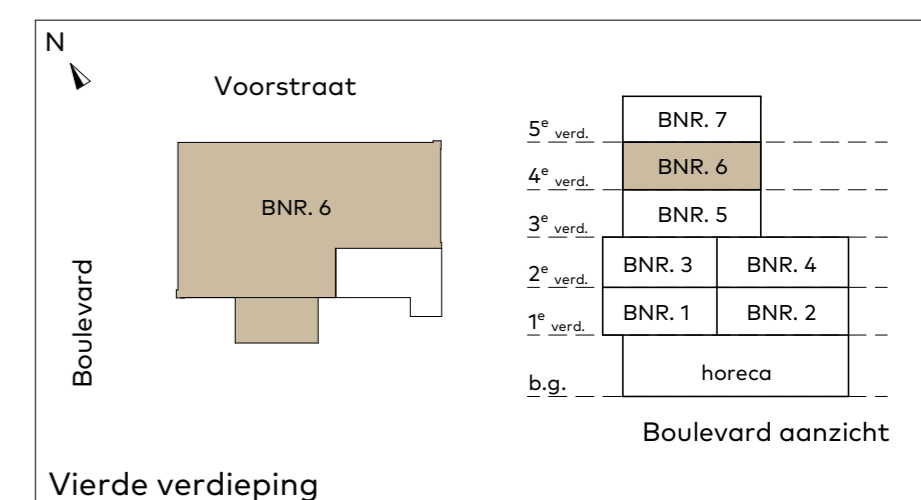 N
Voorstraat
BNR. 6
Boulevard
5e verd.
BNR. 7
4e verd.
BNR. 6
3e verd.
BNR. 5
2e verd.
BNR. 3
BNR. 4
1e verd.
BNR. 1
BNR. 2
b.g.
horeca
Boulevard aanzicht
Vierde verdieping